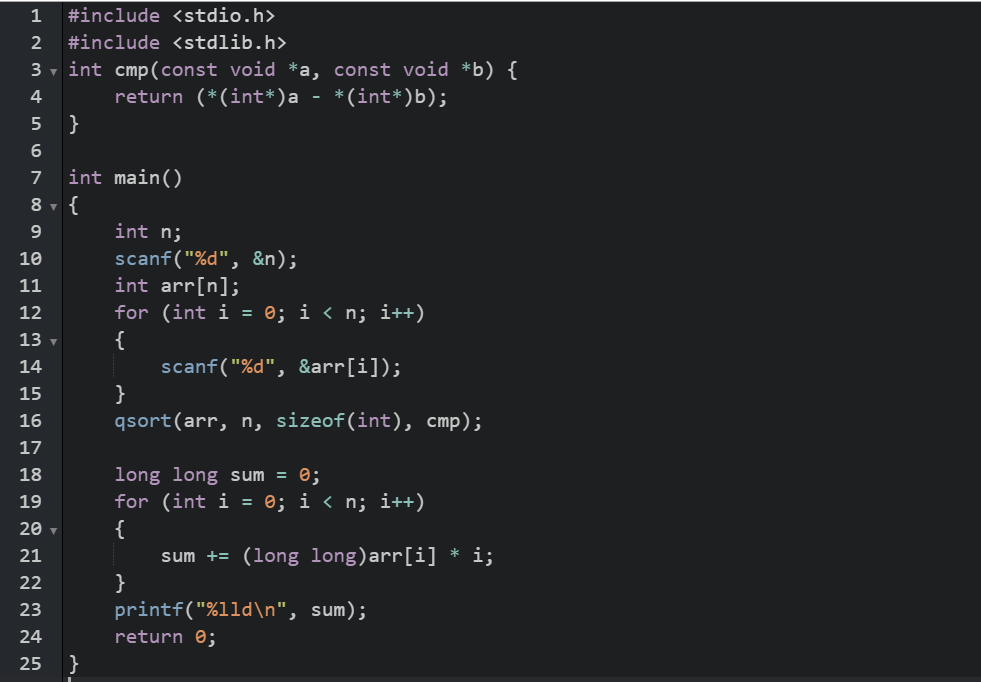 1 #include <stdio.h>
2 #include <stdlib.h>
3 int cmp(const void *a, const void *b) {
4     return (*(int*)a - *(int*)b);
5 }
6
7 int main()
8 {
9     int n;
10     scanf("%d", &n);
11     int arr[n];
12     for (int i = 0; i < n; i++)
13     {
14         scanf("%d", &arr[i]);
15     }
16     qsort(arr, n, sizeof(int), cmp);
17
18     long long sum = 0;
19     for (int i = 0; i < n; i++)
20     {
21         sum += (long long)arr[i] * i;
22     }
23     printf("%lld\n", sum);
24     return 0;
25 }